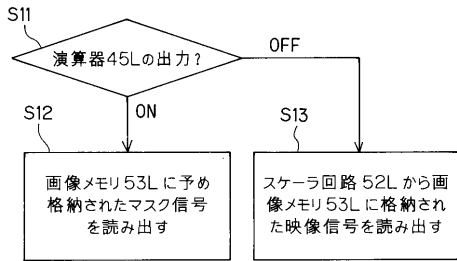 S11
演算器45Lの出力?
OFF
ON
S12
画像メモリ53Lに予め
格納されたマスク信号
を読み出す
S13
スケーラ回路52Lから画
像メモリ53Lに格納され
た映像信号を読み出す